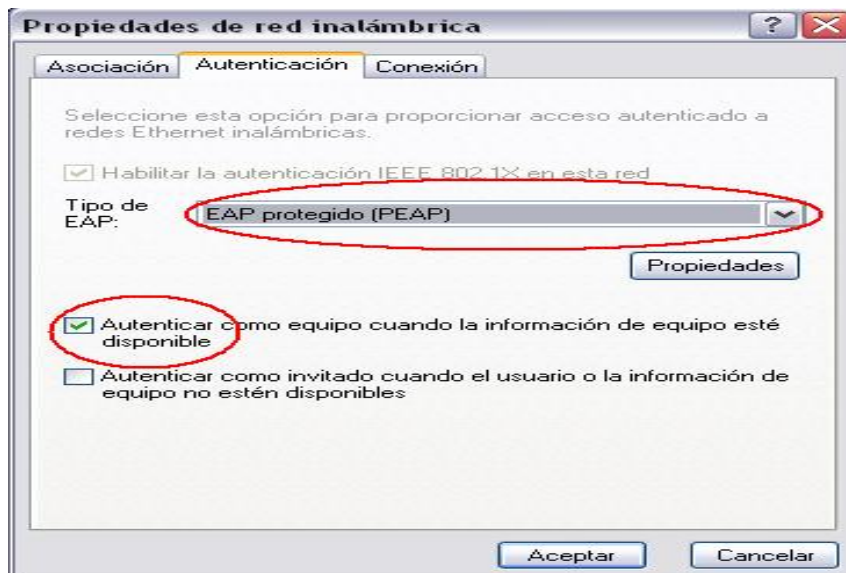 Propiedades de red inalámbrica
Asociación
Autenticación
Conexión
Seleccione esta opción para proporcionar acceso autenticado a
redes Ethernet inalámbricas.
Habilitar la autenticación IEEE 802.1X en esta red
Tipo de
EAP:
EAP protegido (PEAP)
Propiedades
Autenticar como equipo cuando la información de equipo esté
disponible
Autenticar como invitado cuando el usuario o la información de
equipo no estén disponibles
Aceptar
Cancelar